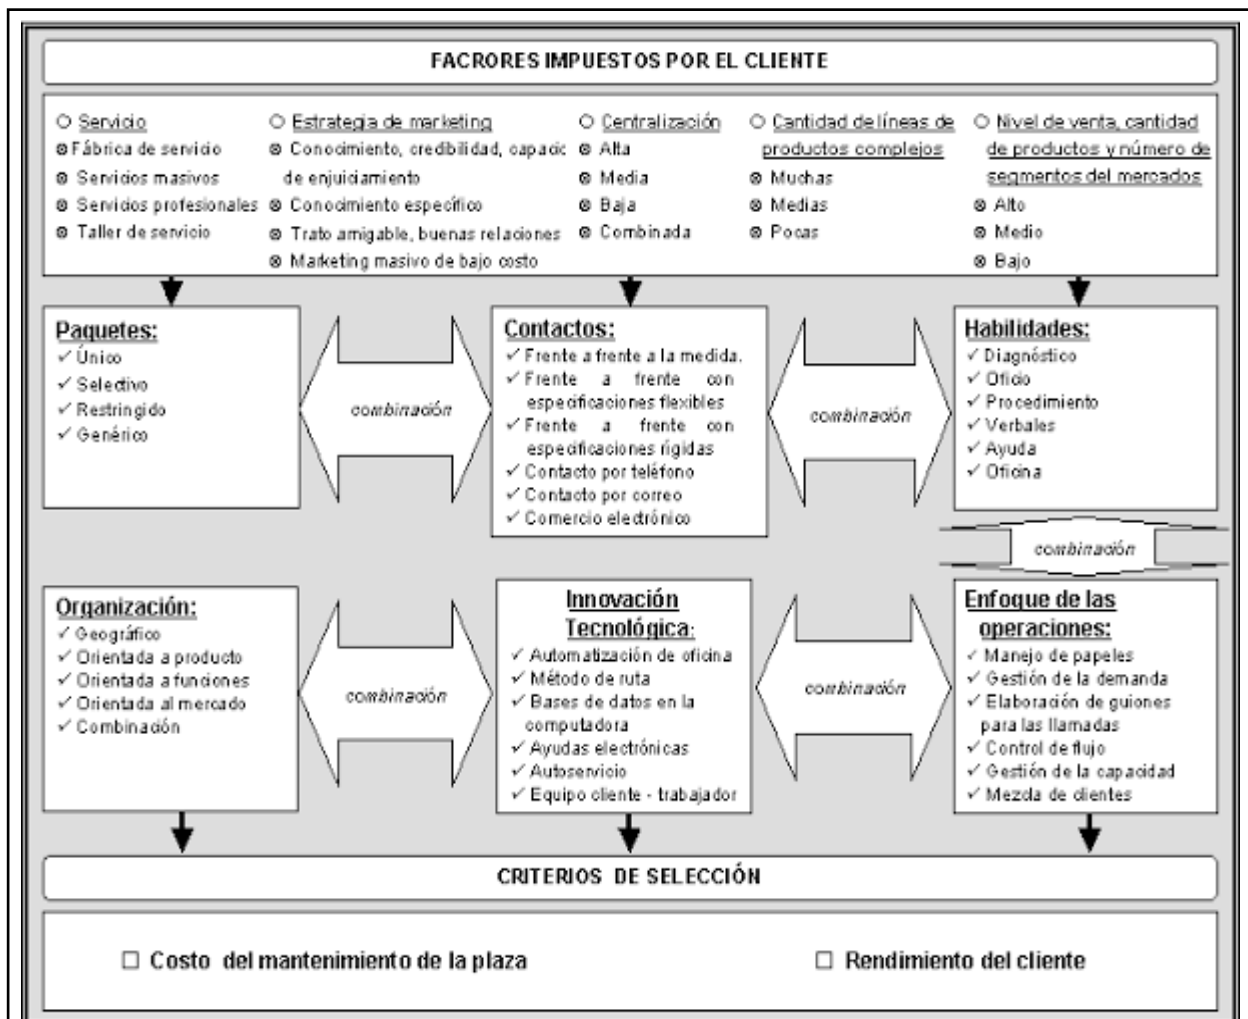 FACRORES IMPUESTOS POR EL CLIENTE
Servicio
Fábrica de servicio
Servicios masivos
Servicios profesionales
Taller de servicio
Estrategia de marketing
Conocimiento, credibilidad, capacic
de enjuiciamiento
Conocimiento específico
Trato amigable, buenas relaciones
Marketing masivo de bajo costo
Centralización
Alta
Media
Baja
Combinada
Cantidad de líneas de
productos complejos
Muchas
Medias
Pocas
Nivel de venta, cantidad
de productos y número de
segmentos del mercados
Alto
Medio
Bajo
Paquetes:
✓ Único
✓ Selectivo
✓ Restringido
✓ Genérico
combinación
Contactos:
✓ Frente a frente a la medida.
✓ Frente a frente con
especificaciones flexibles
✓ Frente a frente con
especificaciones rígidas
✓ Contacto por teléfono
✓ Contacto por correo
✓ Comercio electrónico
combinación
Habilidades:
✓ Diagnóstico
✓ Oficio
✓ Procedimiento
✓ Verbales
✓ Ayuda
✓ Oficina
combinación
Organización:
✓ Geográfico
✓ Orientada a producto
✓ Orientada a funciones
✓ Orientada al mercado
✓ Combinación
combinación
Innovación
Tecnológica:
✓ Automatización de oficina
✓ Método de ruta
✓ Bases de datos en la
computadora
✓ Ayudas electrónicas
✓ Autoservicio
✓ Equipo cliente - trabajador
combinación
Enfoque de las
operaciones:
✓ Manejo de papeles
✓ Gestión de la demanda
✓ Elaboración de guiones
para las llamadas
✓ Control de flujo
✓ Gestión de la capacidad
✓ Mezcla de clientes
CRITERIOS DE SELECCIÓN
Costo del mantenimiento de la plaza
Rendimiento del cliente